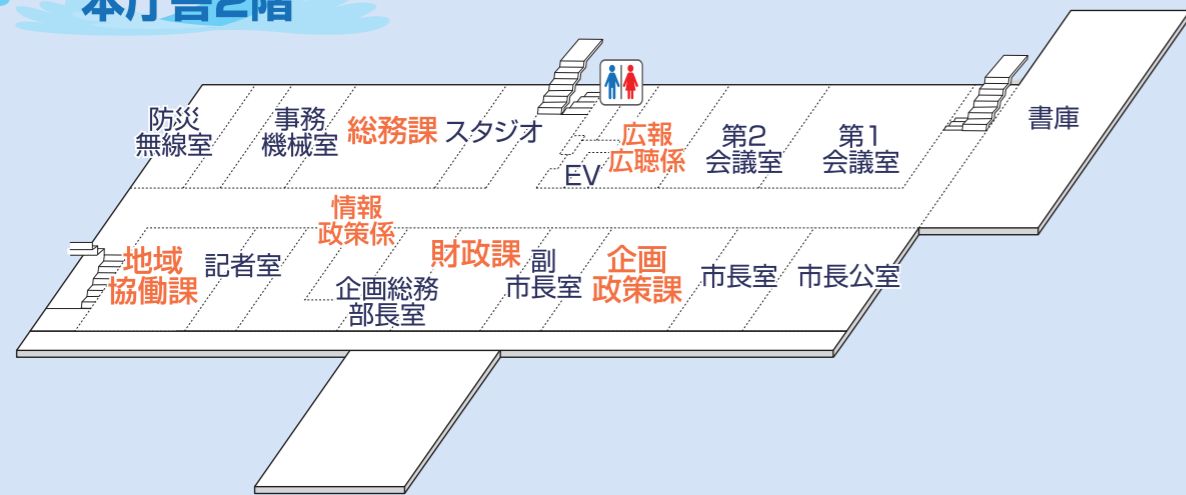 本庁舎2階
防災
無線室
事務
機械室
総務課
スタジオ
EV
広報
広聴係
第2
会議室
第1
会議室
書庫
情報
政策係
地域
協働課
記者室
企画総務
部長室
財政課
副
市長室
企画
政策課
市長室
市長公室